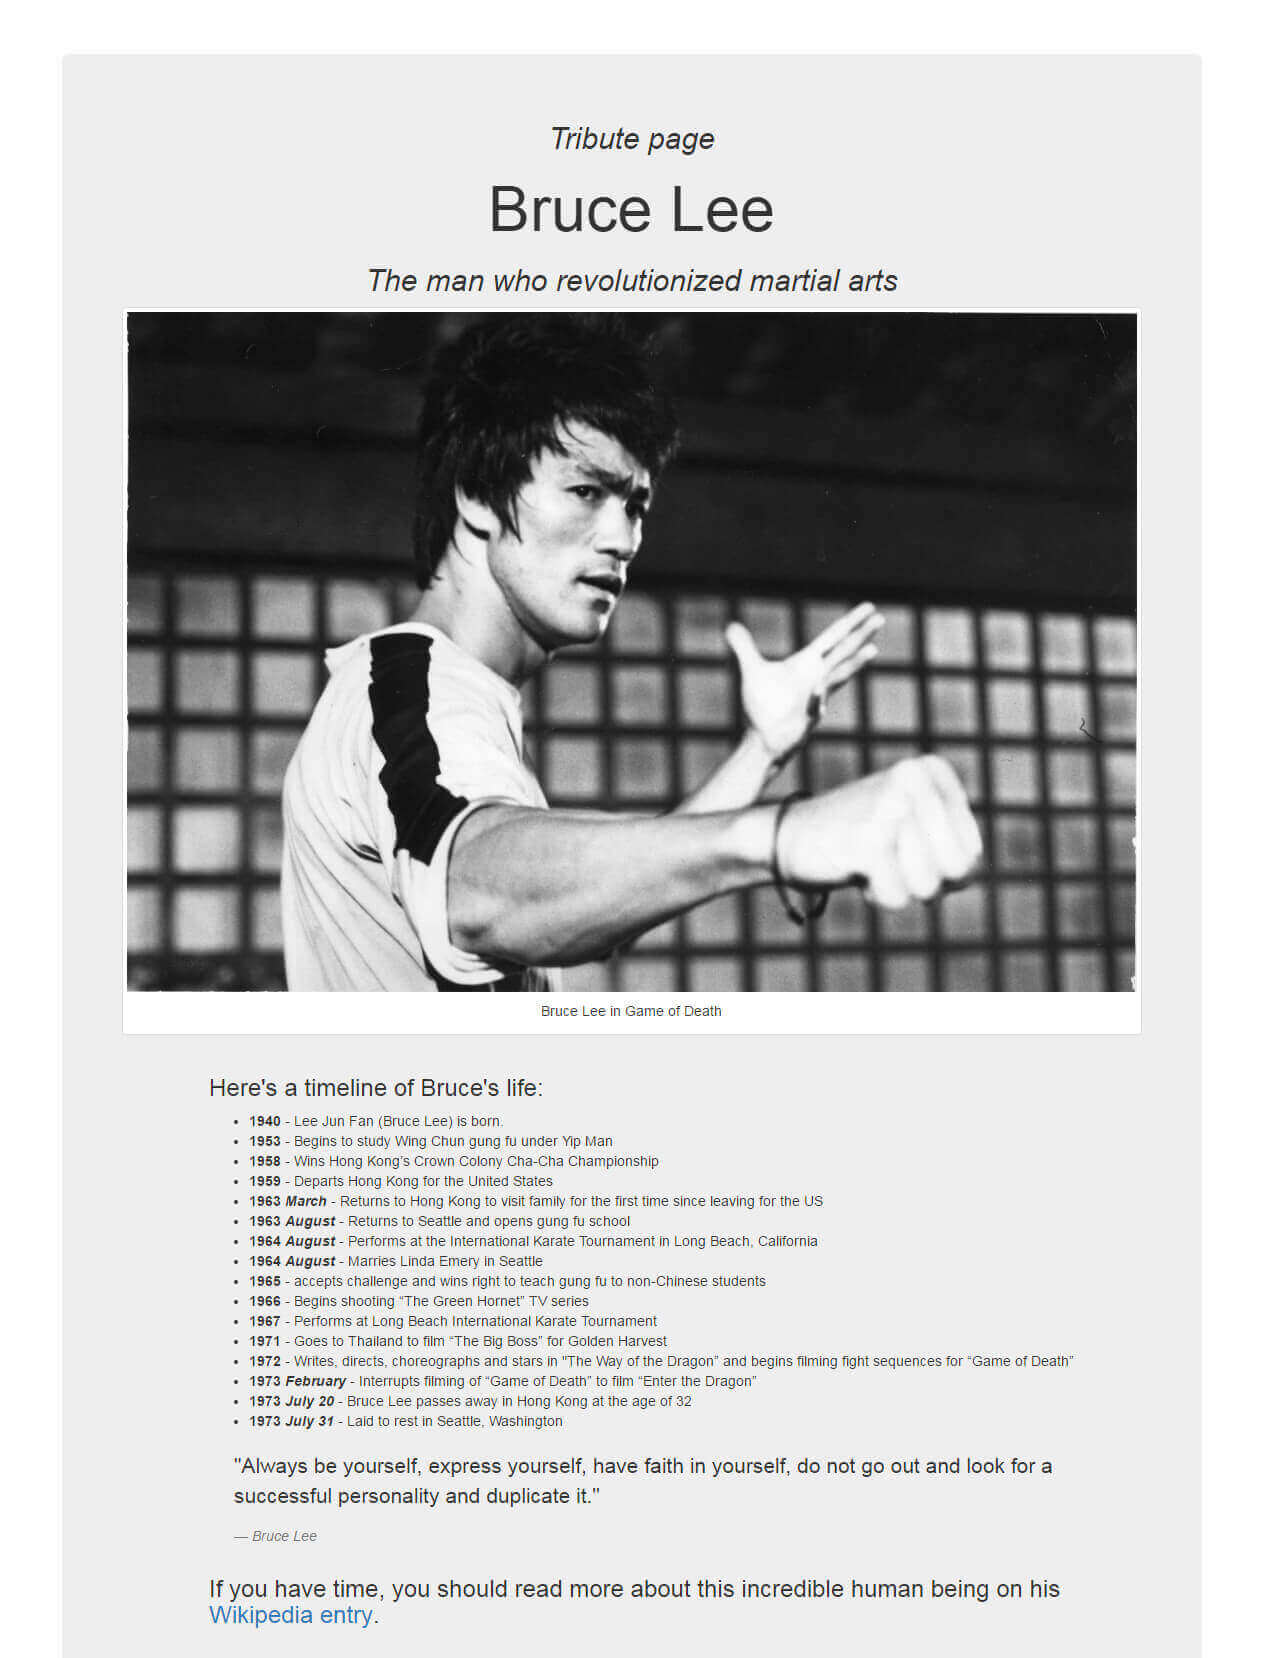 Tribute page
Bruce Lee
The man who revolutionized martial arts
Bruce Lee in Game of Death
Here's a timeline of Bruce's life:
• 1940 - Lee Jun Fan (Bruce Lee) is born.
• 1953 - Begins to study Wing Chun gung fu under Yip Man
• 1958 - Wins Hong Kong’s Crown Colony Cha-Cha Championship
• 1959 - Departs Hong Kong for the United States
• 1963 March - Returns to Hong Kong to visit family for the first time since leaving for the US
• 1963 August - Returns to Seattle and opens gung fu school
• 1964 August - Performs at the International Karate Tournament in Long Beach, California
• 1964 August - Marries Linda Emery in Seattle
• 1965 - accepts challenge and wins right to teach gung fu to non-Chinese students
• 1966 - Begins shooting “The Green Hornet” TV series
• 1967 - Performs at Long Beach International Karate Tournament
• 1971 - Goes to Thailand to film “The Big Boss” for Golden Harvest
• 1972 - Writes, directs, choreographs and stars in "The Way of the Dragon” and begins filming fight sequences for “Game of Death”
• 1973 February - Interrupts filming of “Game of Death” to film “Enter the Dragon”
• 1973 July 20 - Bruce Lee passes away in Hong Kong at the age of 32
• 1973 July 31 - Laid to rest in Seattle, Washington
"Always be yourself, express yourself, have faith in yourself, do not go out and look for a
successful personality and duplicate it."
— Bruce Lee
If you have time, you should read more about this incredible human being on his
Wikipedia entry.